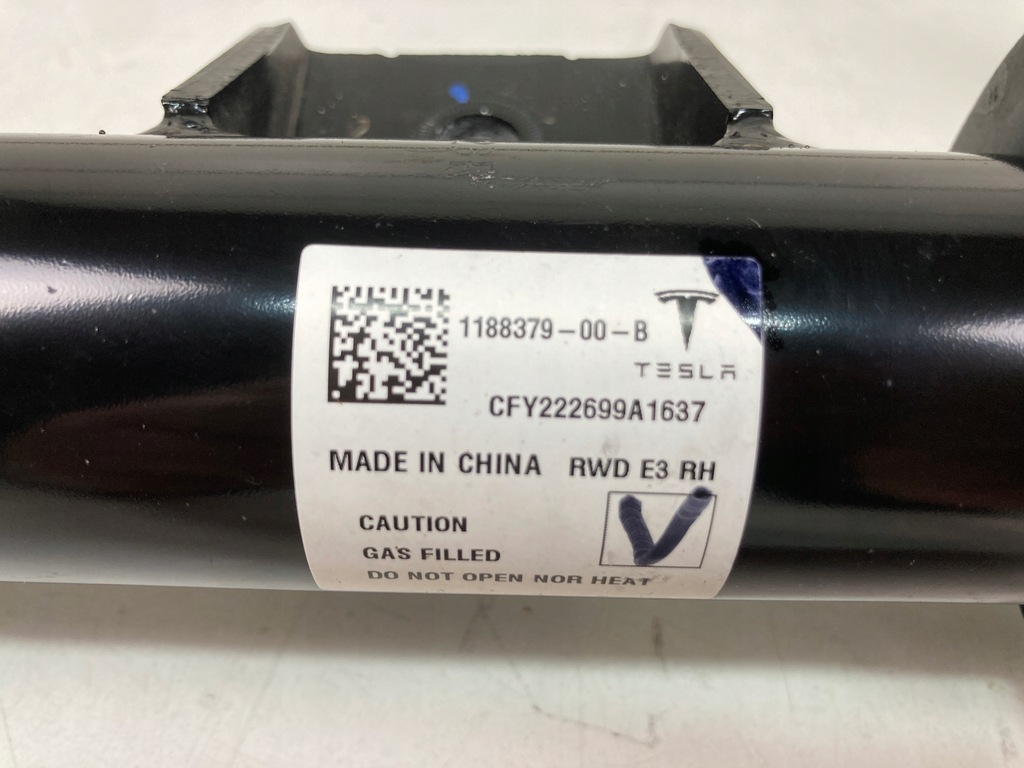 1188379-00-B
TESLA
CFY222699A1637
MADE IN CHINA RWD E3 RH
CAUTION
GAS FILLED
DO NOT OPEN NOR HEAT